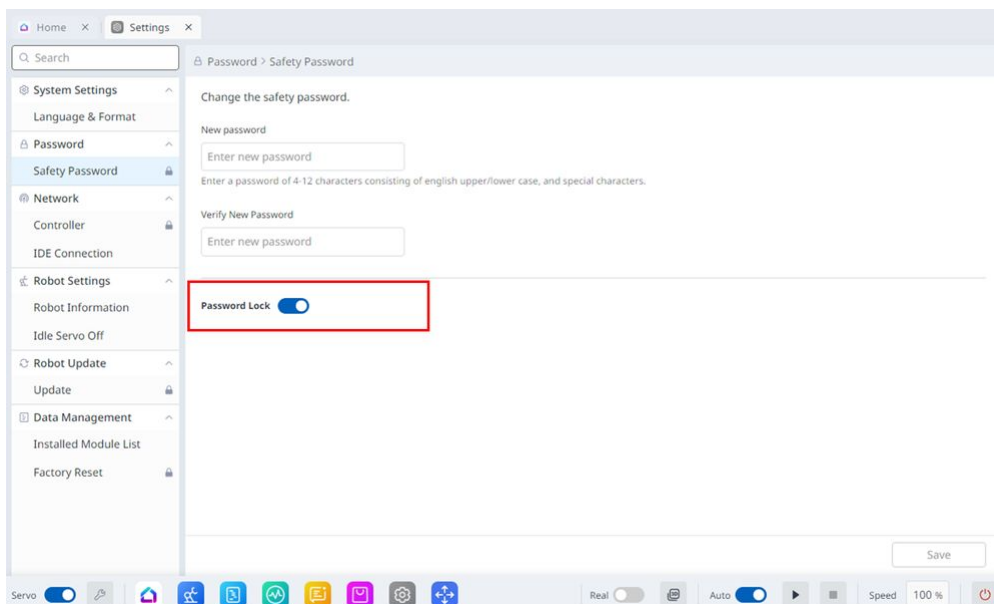 Home
Settings
Search
Password > Safety Password
System Settings
Language & Format
Password
Safety Password
Network
Controller
IDE Connection
Robot Settings
Robot Information
Idle Servo Off
Robot Update
Update
Data Management
Installed Module List
Factory Reset
Change the safety password.
New password
Enter new password
Enter a password of 4-12 characters consisting of english upper/lower case, and special characters.
Verify New Password
Enter new password
Password Lock
Save
Servo
Real
Auto
Speed 100 %